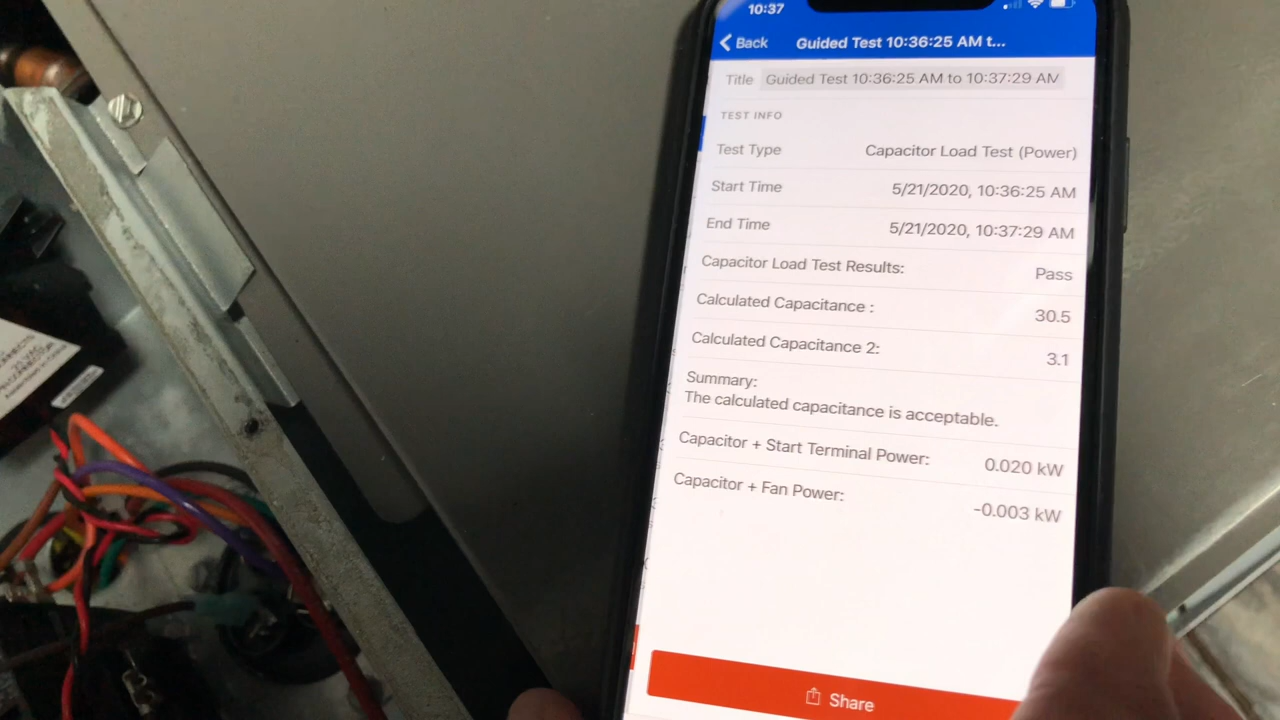 10:37
Back
Guided Test 10:36:25 AM t...
Title Guided Test 10:36:25 AM to 10:37:29 AM
TEST INFO
Test Type Capacitor Load Test (Power)
Start Time 5/21/2020, 10:36:25 AM
End Time 5/21/2020, 10:37:29 AM
Capacitor Load Test Results: Pass
Calculated Capacitance : 30.5
Calculated Capacitance 2: 3.1
Summary:
The calculated capacitance is acceptable.
Capacitor + Start Terminal Power: 0.020 kW
Capacitor + Fan Power: -0.003 kW
Share